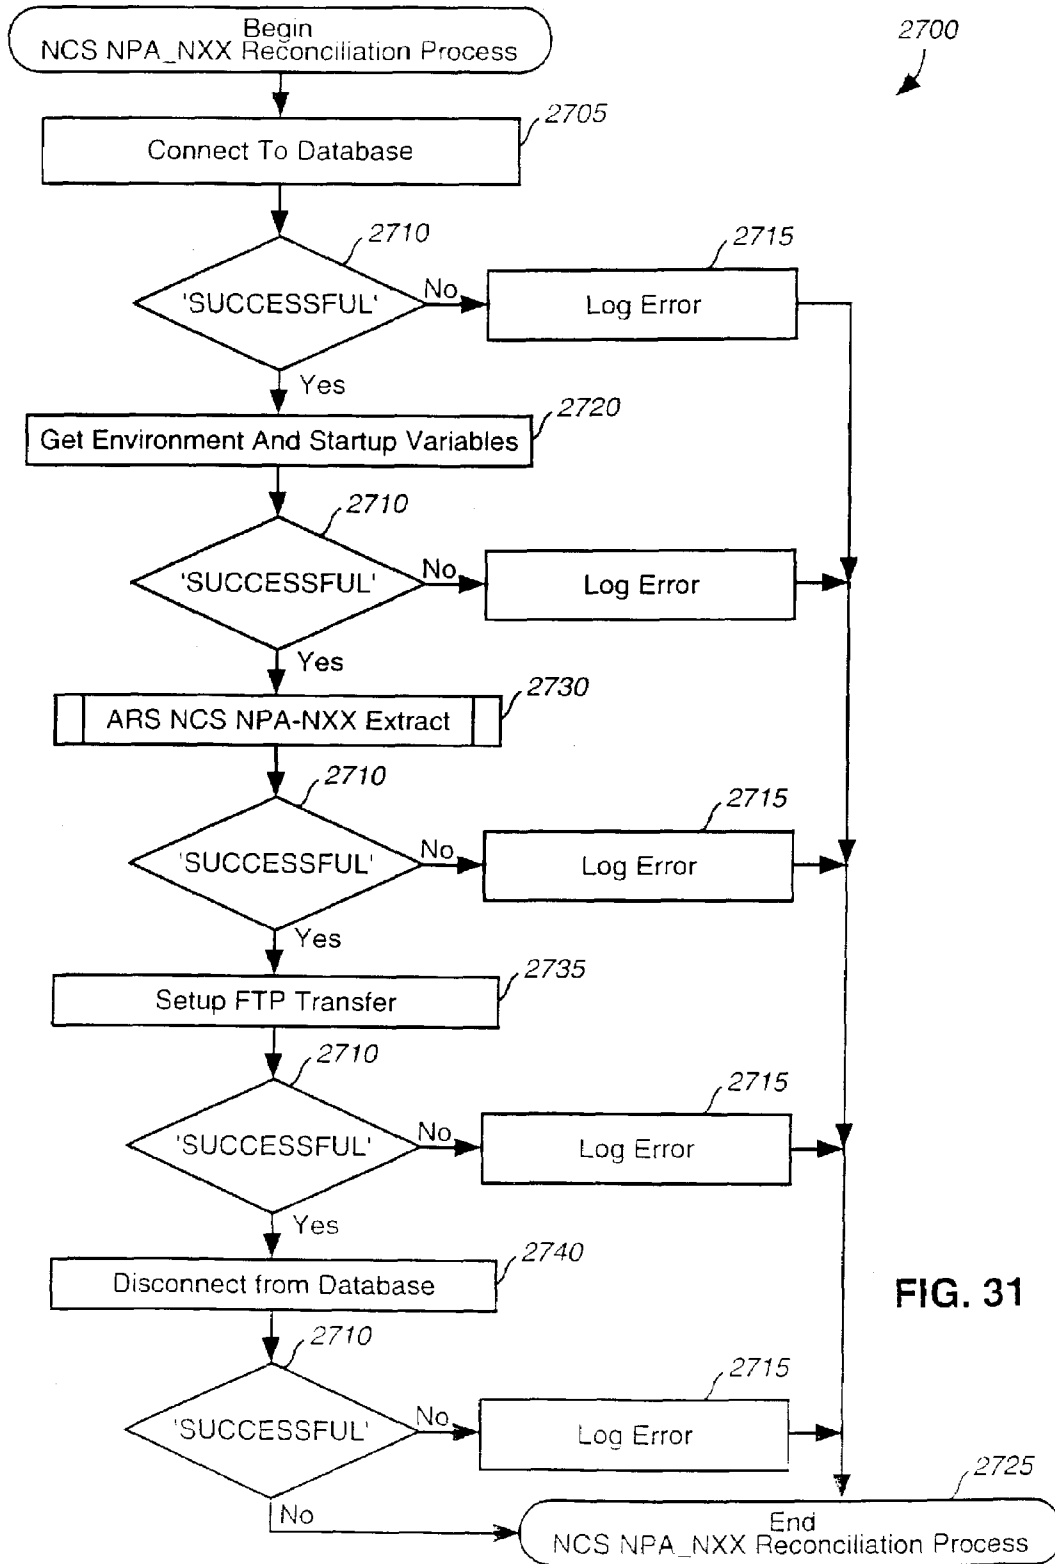 Begin
NCS NPA_NXX Reconciliation Process
2700
2705
Connect To Database
2710
2715
'SUCCESSFUL'
No
Log Error
Yes
2720
Get Environment And Startup Variables
2710
'SUCCESSFUL'
No
Log Error
Yes
2730
ARS NCS NPA-NXX Extract
2710
2715
'SUCCESSFUL'
No
Log Error
Yes
2735
Setup FTP Transfer
2710
2715
'SUCCESSFUL'
No
Log Error
Yes
2740
Disconnect from Database
FIG. 31
2710
2715
'SUCCESSFUL'
No
Log Error
2725
No
End
NCS NPA_NXX Reconciliation Process